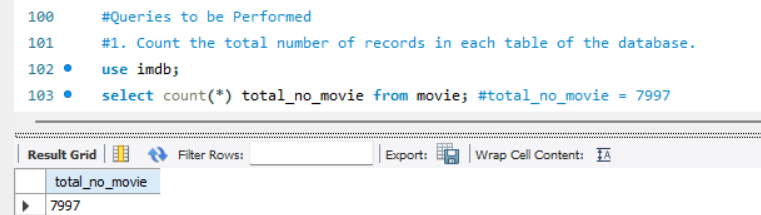 100 #Queries to be Performed
101 #1. Count the total number of records in each table of the database.
102 use imdb;
103 select count(*) total_no_movie from movie; #total_no_movie = 7997
Result Grid Filter Rows: Export: Wrap Cell Content: IA
total_no_movie
7997